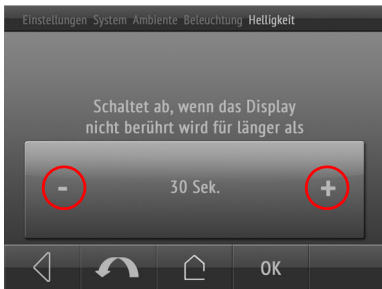 Einstellungen System Ambiente Beleuchtung Helligkeit
Schaltet ab, wenn das Display
nicht berührt wird für länger als
- 30 Sek. +
OK